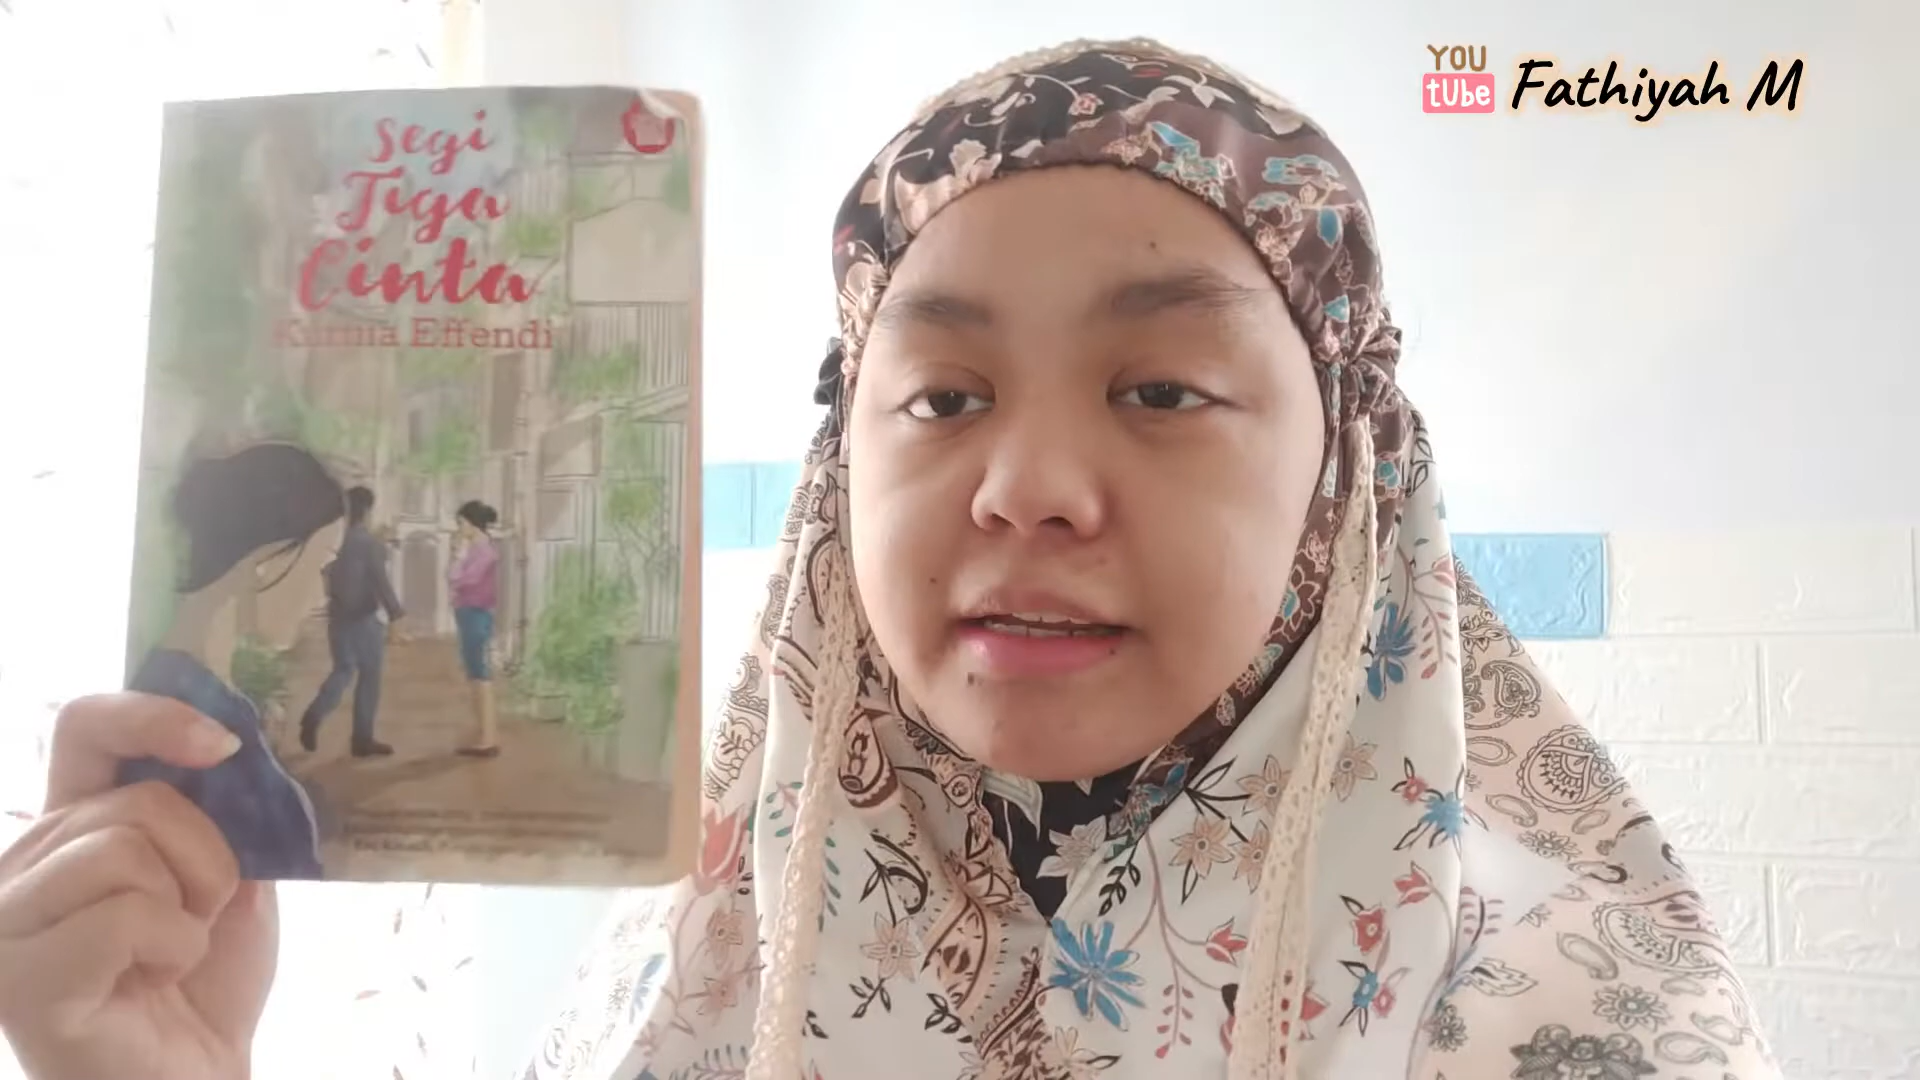 Segi
Tiga
Cinta
Kurnia Effendi
YOU
tUbe
Fathiyah M